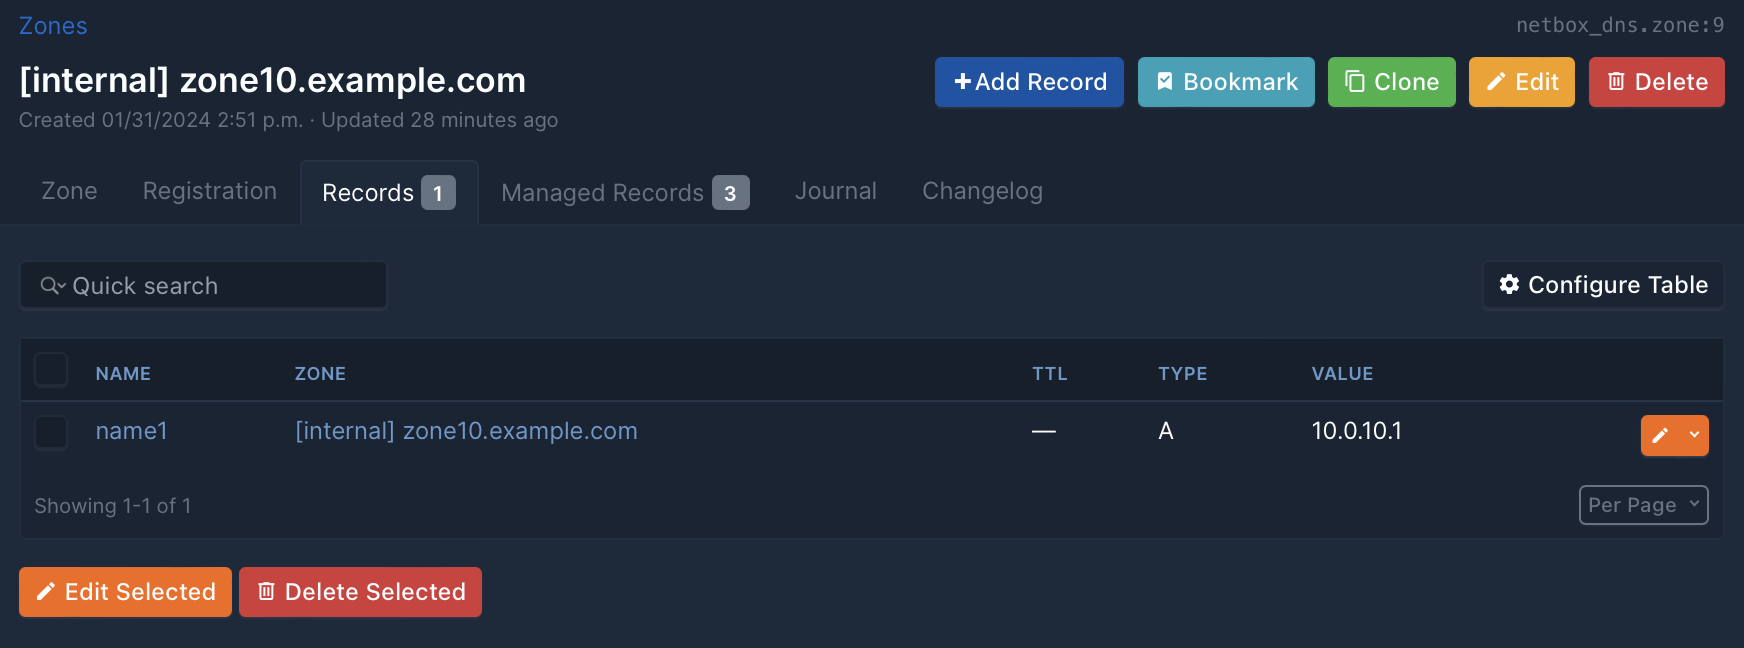 Zones
netbox_dns.zone:9
[internal] zone10.example.com
Add Record
Bookmark
Clone
Edit
Delete
Created 01/31/2024 2:51 p.m. · Updated 28 minutes ago
Zone
Registration
Records 1
Managed Records 3
Journal
Changelog
Quick search
Configure Table
NAME ZONE TTL TYPE VALUE
name1 [internal] zone10.example.com — A 10.0.10.1
Showing 1-1 of 1
Per Page
Edit Selected
Delete Selected